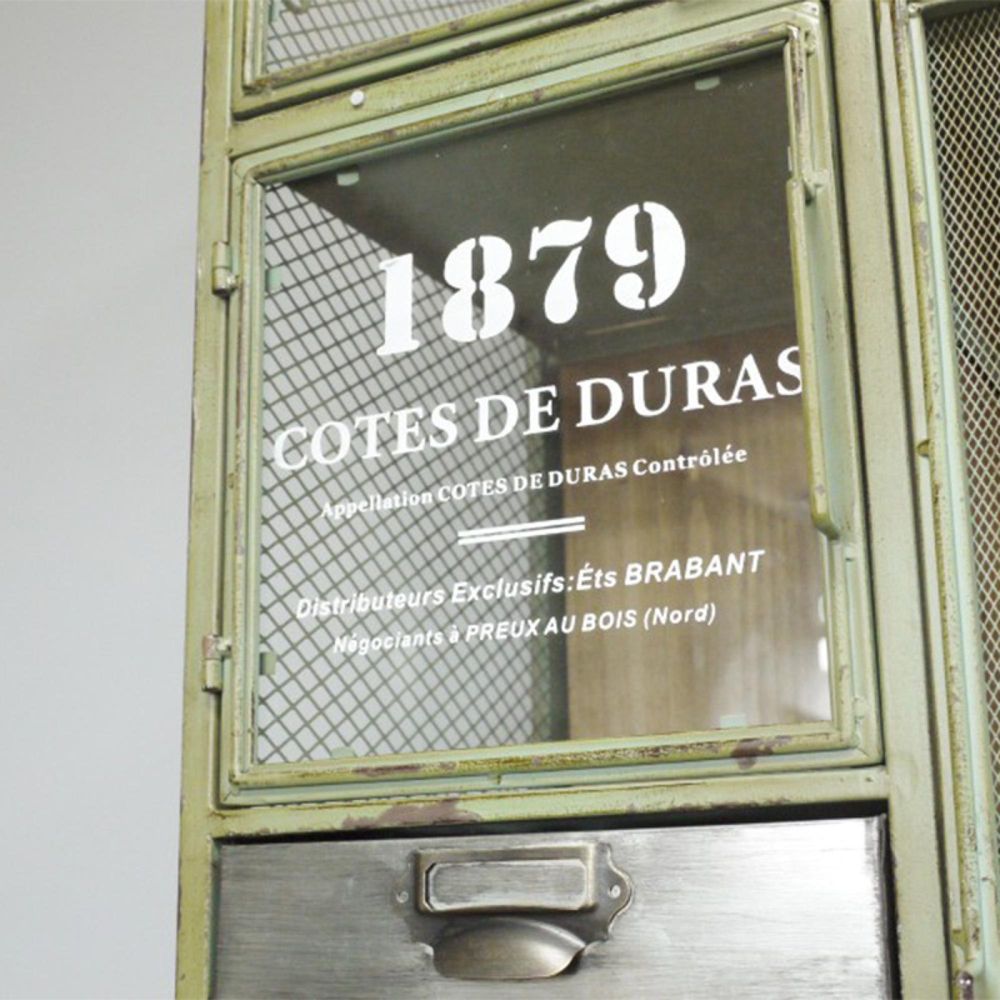 1879
COTES DE DURAS
Appellation COTES DE DURAS Contrôlée
Distributeurs Exclusifs:Éts BRABANT
Négociants à PREUX AU BOIS (Nord)